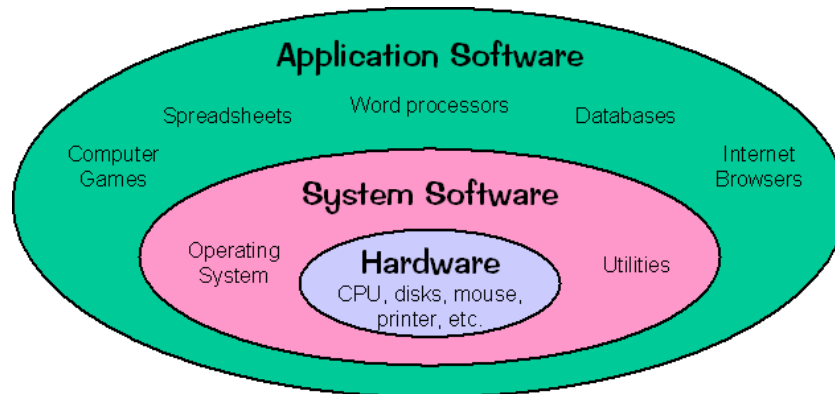 Application Software
Spreadsheets
Word processors
Databases
Computer
Games
Internet
Browsers
System Software
Operating
System
Utilities
Hardware
CPU, disks, mouse,
printer, etc.